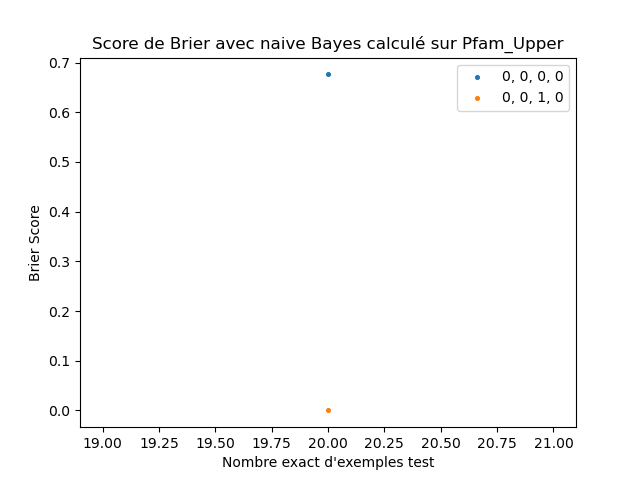 Score de Brier avec naive Bayes calculé sur Pfam_Upper
0.7
0.6
0.5
0.4
0.3
0.2
0.1
0.0
Brier Score
0, 0, 0, 0
0, 0, 1, 0
19.00 19.25 19.50 19.75 20.00 20.25 20.50 20.75 21.00
Nombre exact d'exemples test